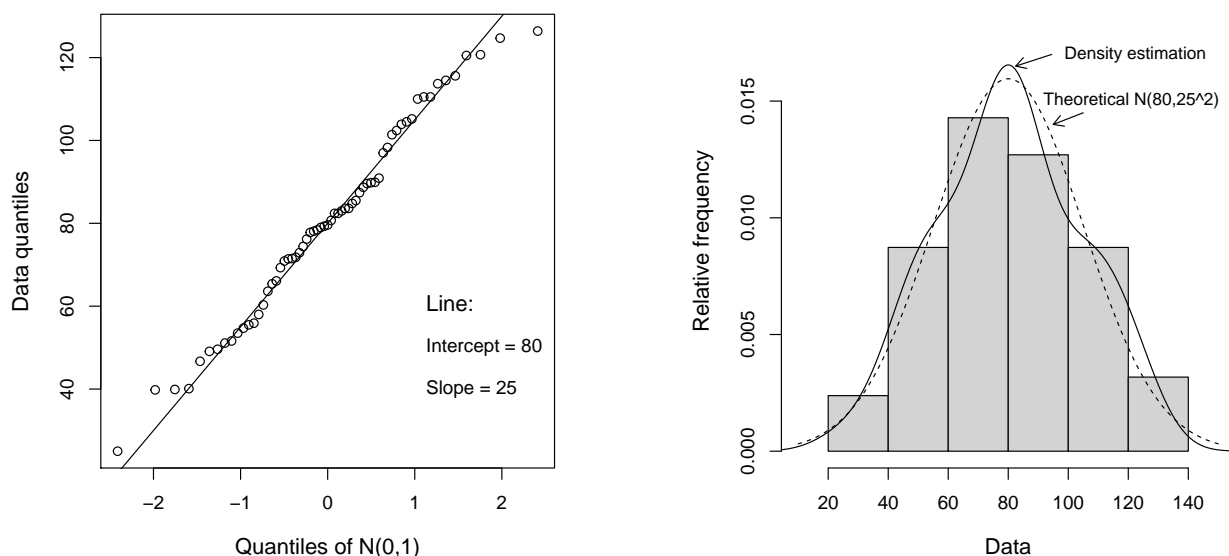 Data quantiles
120
100
80
60
40
Line:
Intercept = 80
Slope = 25
−2
−1
0
1
2
Quantiles of N(0,1)
Relative frequency
0.015
0.010
0.005
0.000
Density estimation
Theoretical N(80,25^2)
20
40
60
80
100
120
140
Data